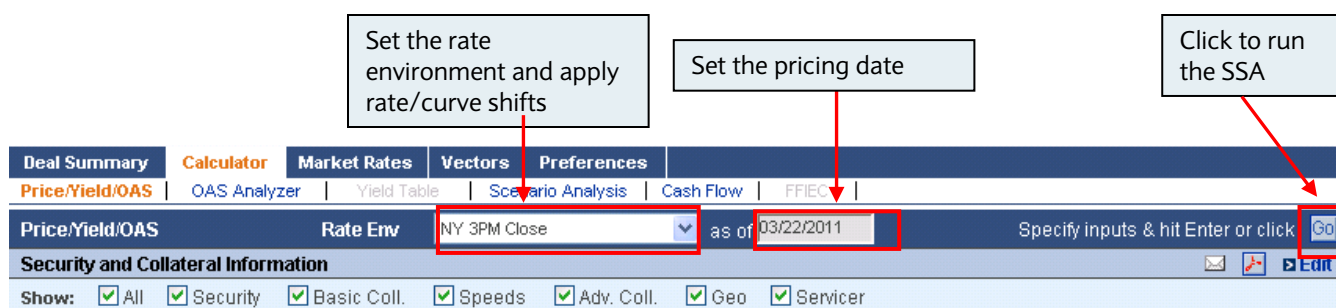 Set the rate
environment and apply
rate/curve shifts
Set the pricing date
Click to run
the SSA
Deal Summary Calculator Market Rates Vectors Preferences
Price/Yield/OAS | OAS Analyzer | Yield Table | Scenario Analysis | Cash Flow | FFIEC |
Price/Yield/OAS Rate Env NY 3PM Close as of 03/22/2011 Specify inputs & hit Enter or click Go
Security and Collateral Information Edit
Show: All Security Basic Coll. Speeds Adv. Coll. Geo Servicer